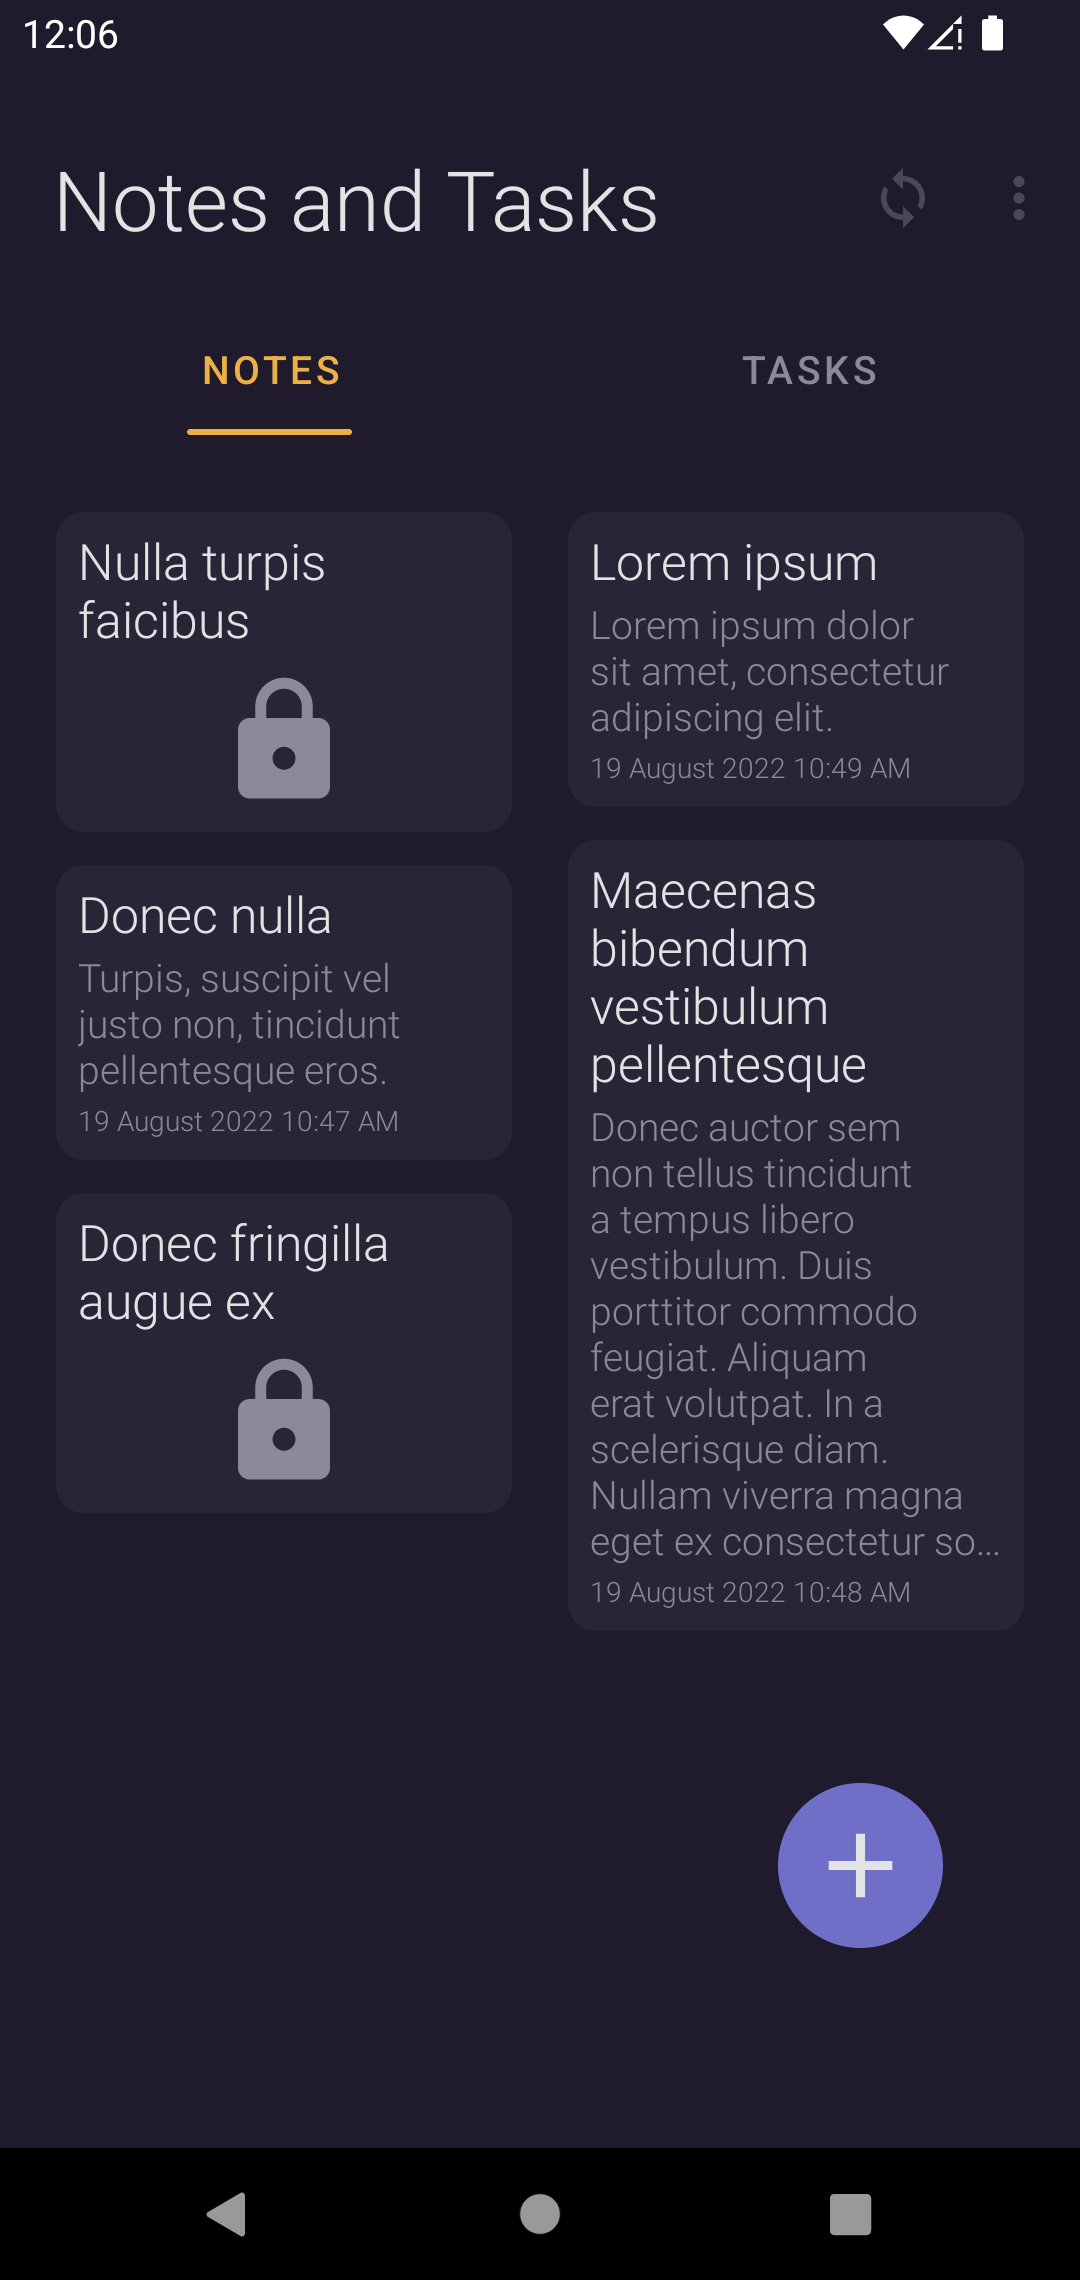 12:06
Notes and Tasks
NOTES
TASKS
Nulla turpis
faicibus
Donec nulla
Turpis, suscipit vel
justo non, tincidunt
pellentesque eros.
19 August 2022 10:47 AM
Donec fringilla
augue ex
Lorem ipsum
Lorem ipsum dolor
sit amet, consectetur
adipiscing elit.
19 August 2022 10:49 AM
Maecenas
bibendum
vestibulum
pellentesque
Donec auctor sem
non tellus tincidunt
a tempus libero
vestibulum. Duis
porttitor commodo
feugiat. Aliquam
erat volutpat. In a
scelerisque diam.
Nullam viverra magna
eget ex consectetur so...
19 August 2022 10:48 AM